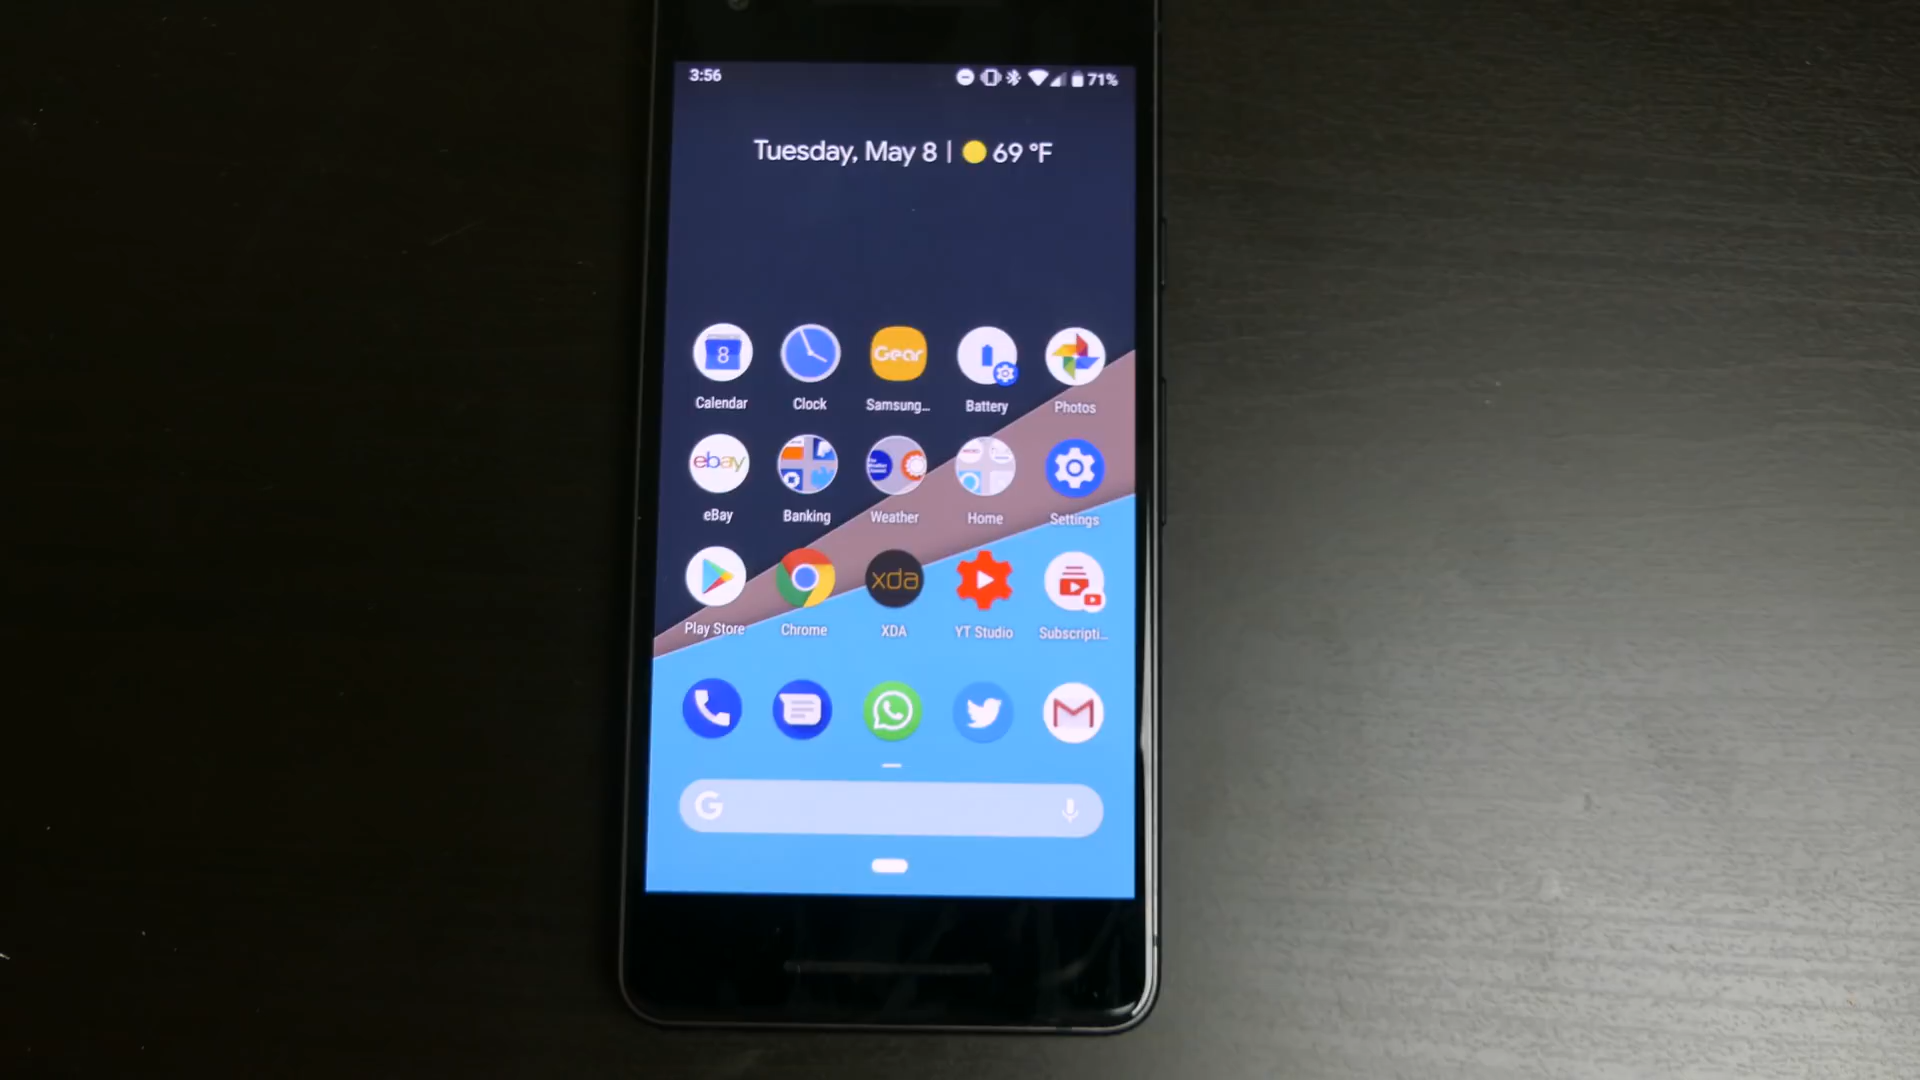 3:56 71%
Tuesday, May 8 | 69 °F
8 Gear
Calendar Clock Samsung... Battery Photos
ebay
eBay Banking Weather Home Settings
xda
Play Store Chrome XDA YT Studio Subscripti...
G